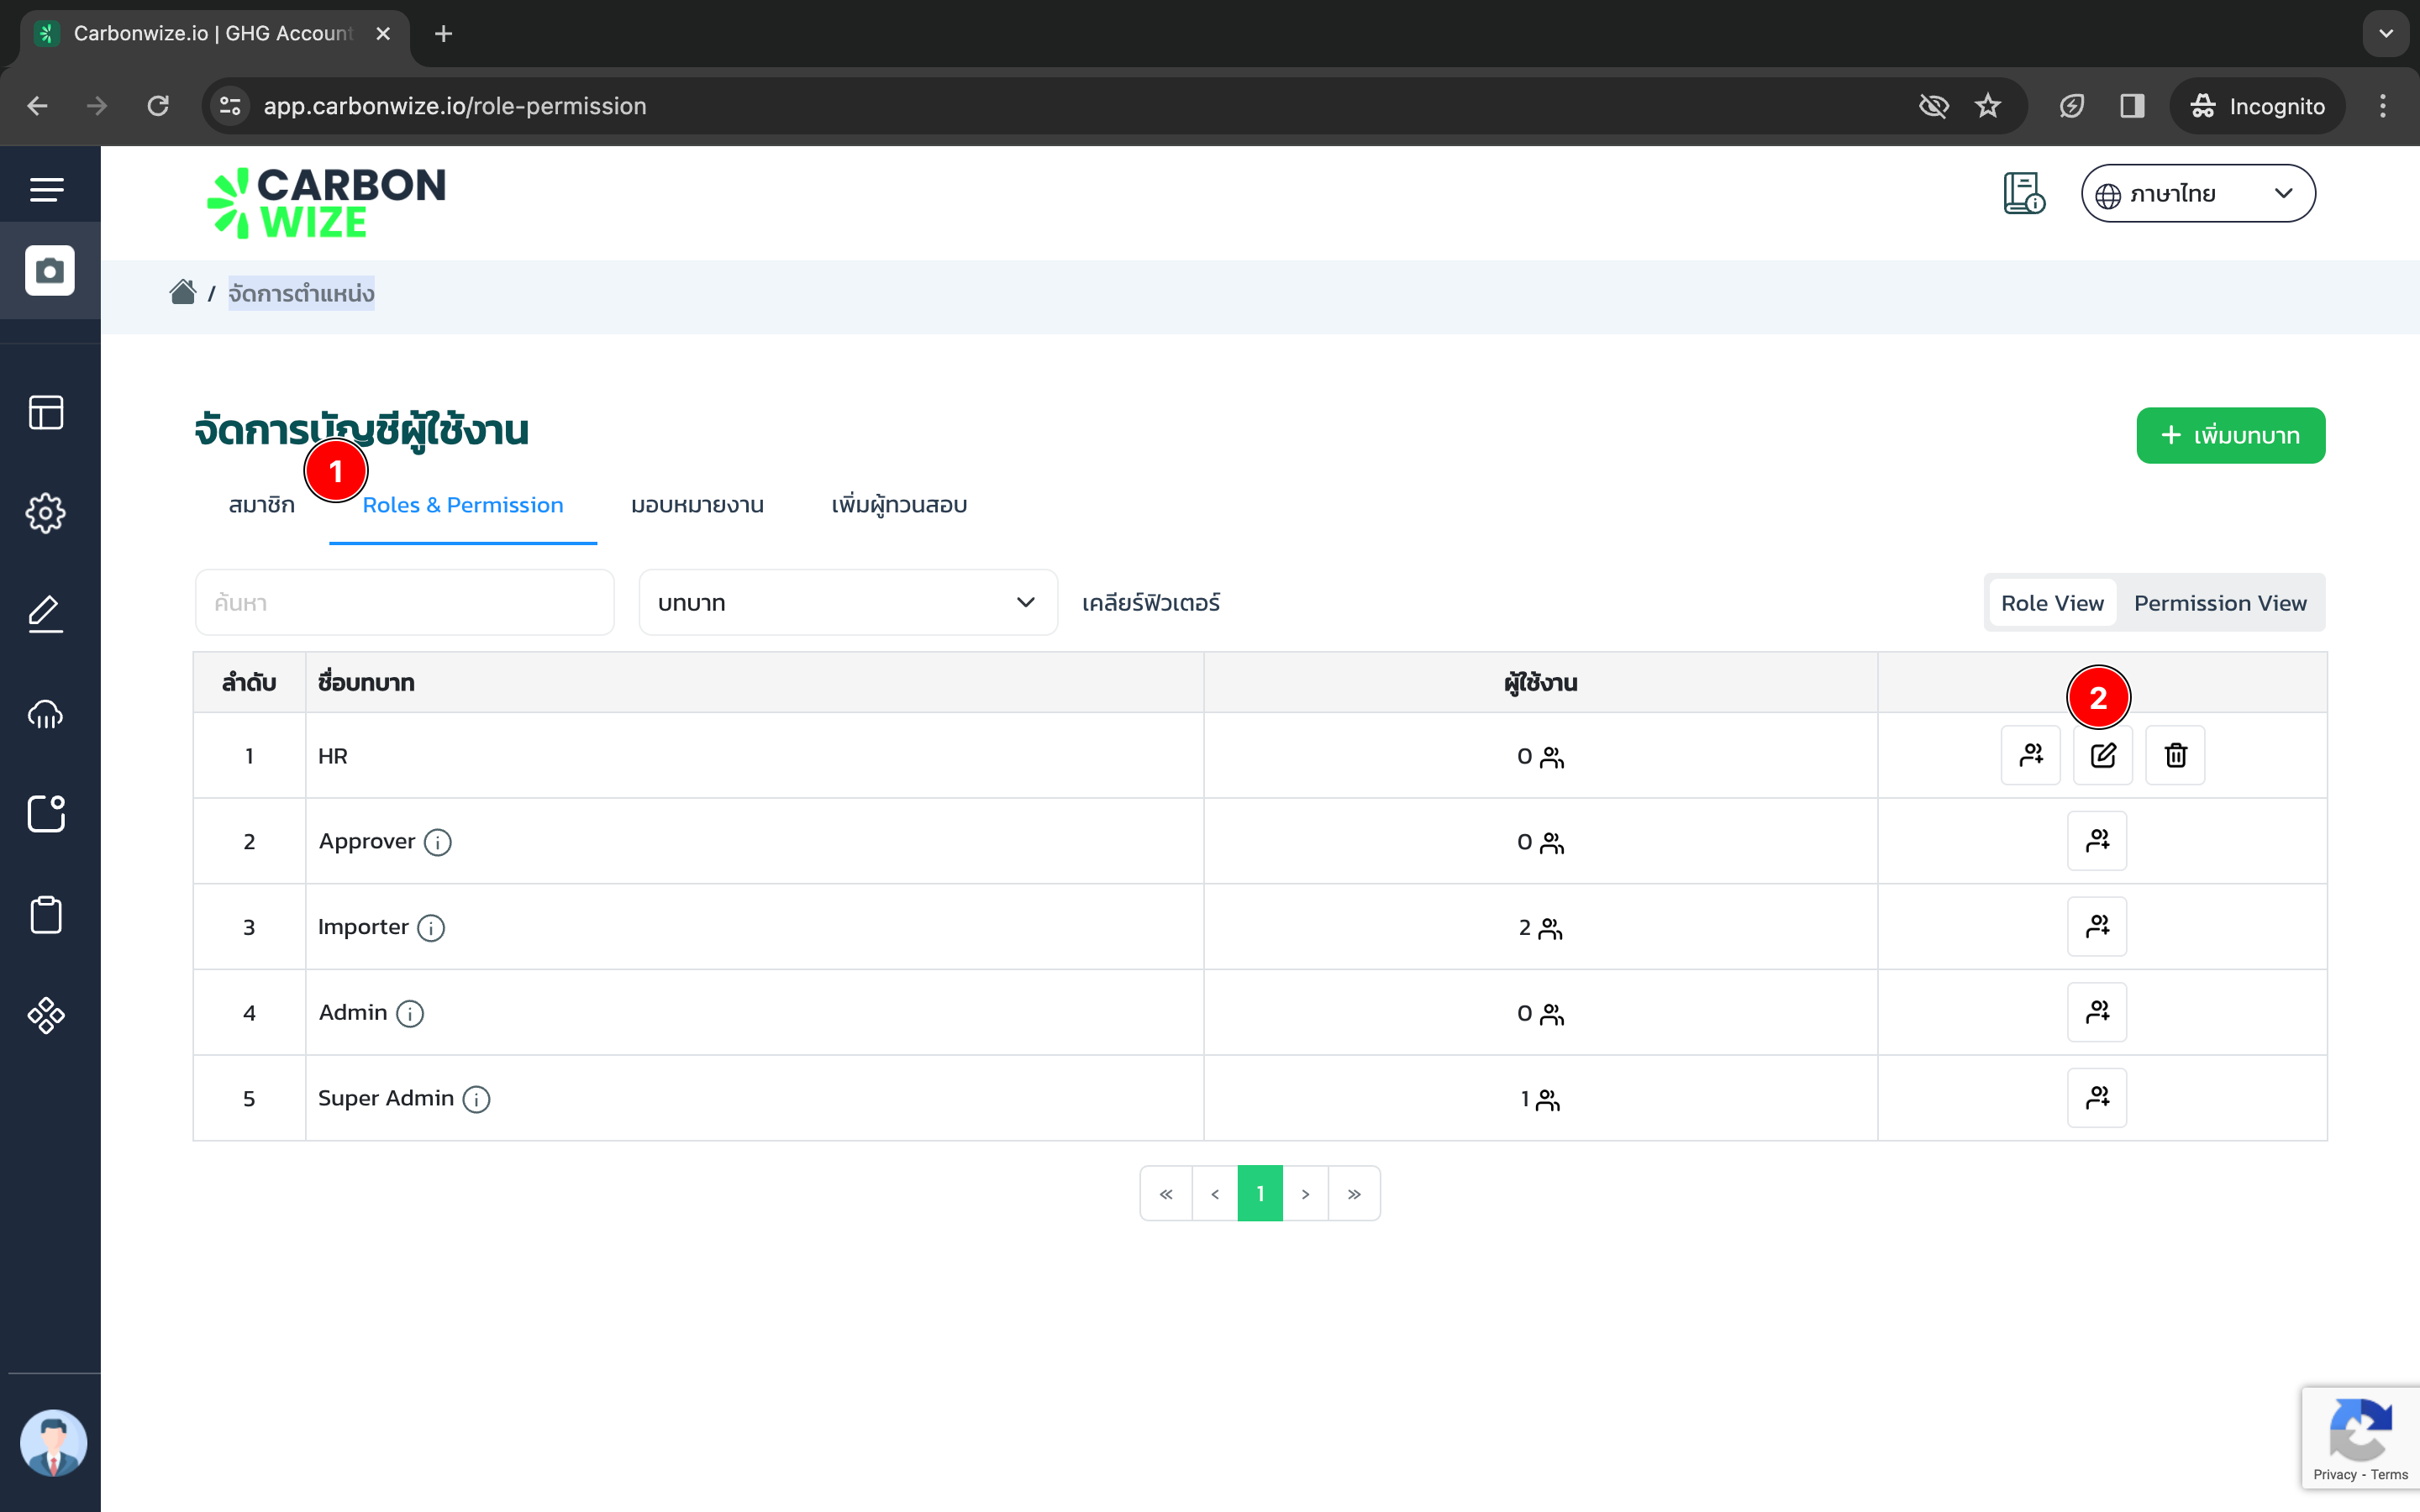 Carbonwize.io | GHG Account
app.carbonwize.io/role-permission
Incognito
CARBON
WIZE
ภาษาไทย
/ จัดการตำแหน่ง
จัดการบัญชีผู้ใช้งาน
+ เพิ่มบทบาท
1
สมาชิก Roles & Permission มอบหมายงาน เพิ่มผู้ทวนสอบ
ค้นหา บทบาท เคลียร์ฟิวเตอร์ Role View Permission View
ลำดับ ชื่อบทบาท ผู้ใช้งาน
2
1 HR 0
2 Approver 0
3 Importer 2
4 Admin 0
5 Super Admin 1
« < 1 > »
Privacy - Terms